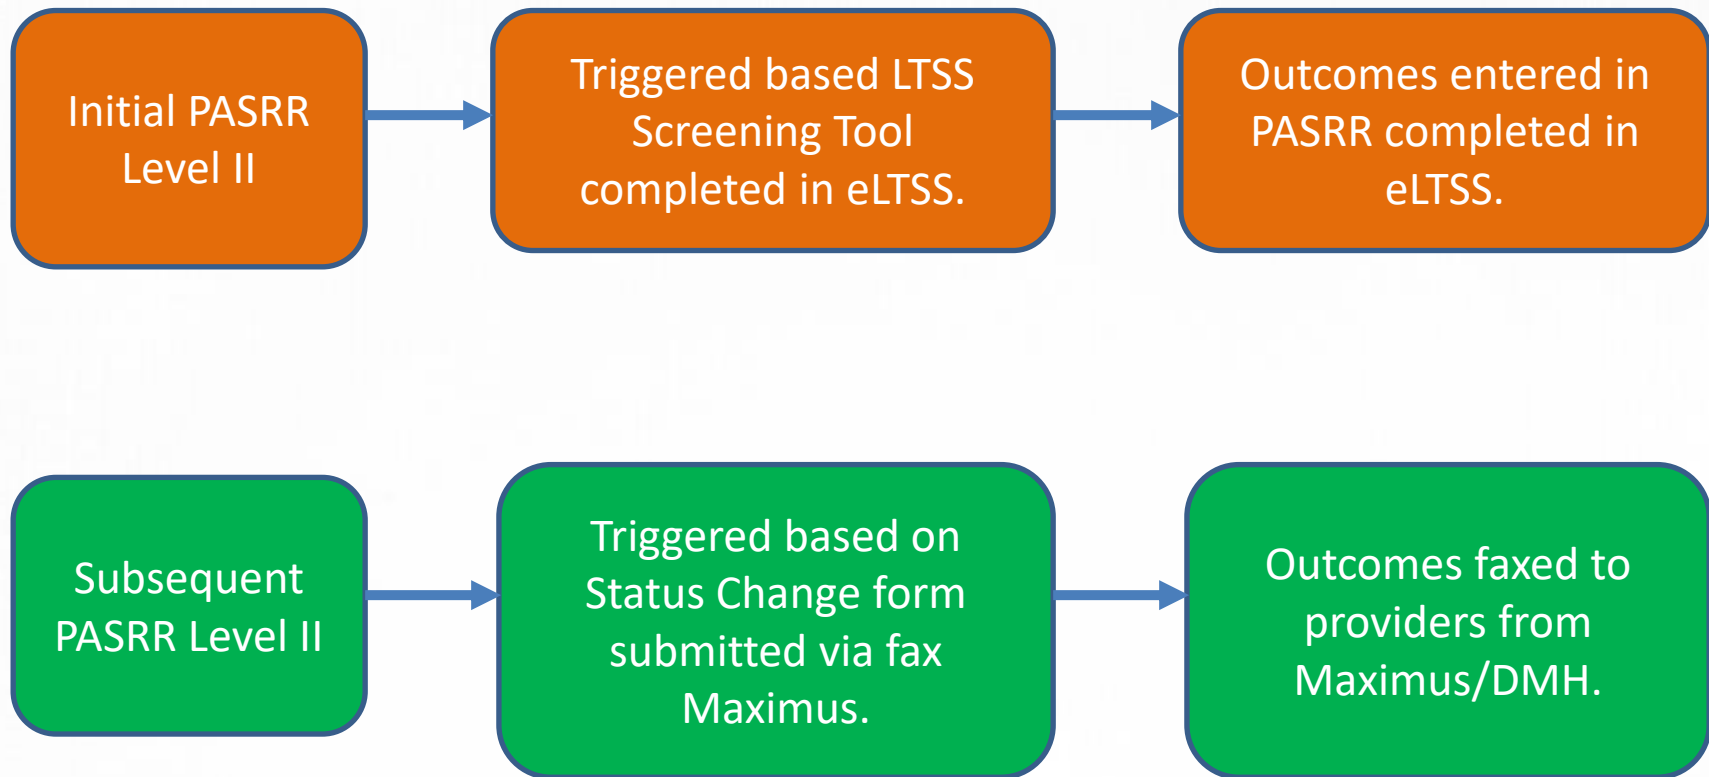 Initial PASRR
Level II
Triggered based LTSS
Screening Tool
completed in eLTSS.
Outcomes entered in
PASRR completed in
eLTSS.
Subsequent
PASRR Level II
Triggered based on
Status Change form
submitted via fax
Maximus.
Outcomes faxed to
providers from
Maximus/DMH.